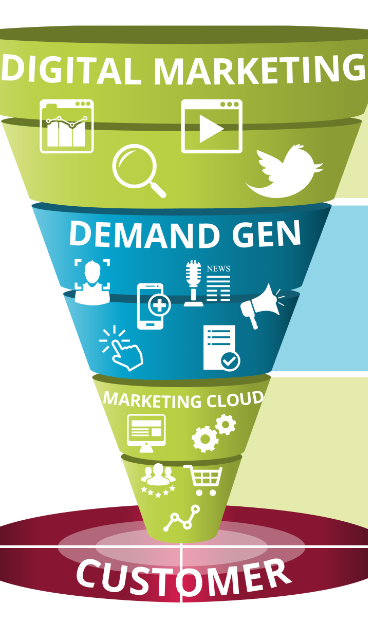 DIGITAL MARKETING
DEMAND GEN
NEWS
MARKETING CLOUD
CUSTOMER